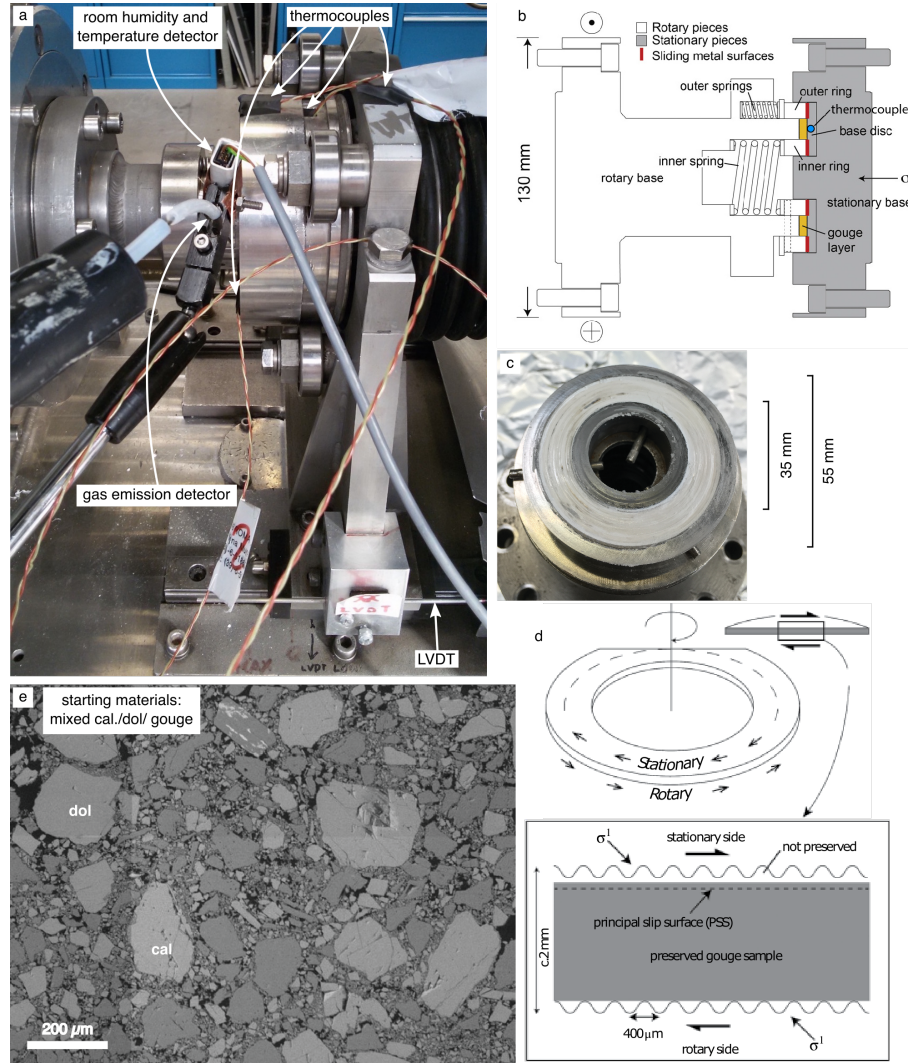 a
room humidity and
temperature detector
thermocouples
gas emission detector
LVDT
LVDT
LVDT
b
Rotary pieces
Stationary pieces
Sliding metal surfaces
outer springs
outer ring
thermocouple
base disc
inner spring
inner ring
rotary base
σ
stationary base
gouge
layer
130 mm
c
35 mm
55 mm
d
Stationary
Rotary
σ¹
stationary side
not preserved
principal slip surface (PSS)
preserved gouge sample
c.2mm
400μm
rotary side
σ¹
e
starting materials:
mixed cal./dol/ gouge
dol
cal
200 μm